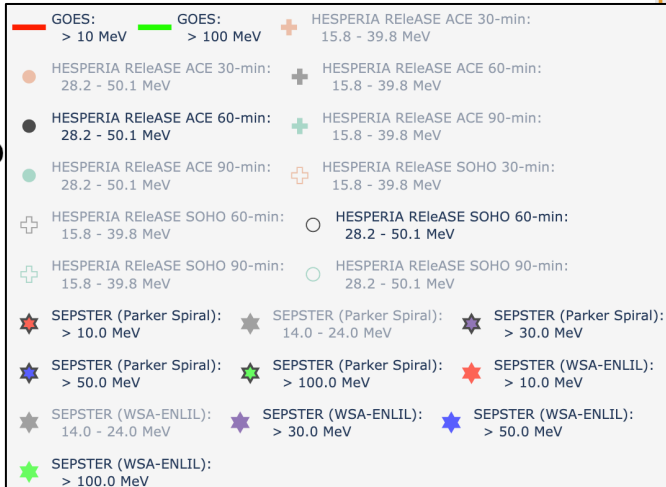 GOES:
> 10 MeV
GOES:
> 100 MeV
HESPERIA REleASE ACE 30-min:
15.8 - 39.8 MeV
HESPERIA REleASE ACE 30-min:
28.2 - 50.1 MeV
HESPERIA REleASE ACE 60-min:
15.8 - 39.8 MeV
HESPERIA REleASE ACE 60-min:
28.2 - 50.1 MeV
HESPERIA REleASE ACE 90-min:
15.8 - 39.8 MeV
HESPERIA REleASE ACE 90-min:
28.2 - 50.1 MeV
HESPERIA REleASE SOHO 30-min:
15.8 - 39.8 MeV
HESPERIA REleASE SOHO 60-min:
15.8 - 39.8 MeV
HESPERIA REleASE SOHO 60-min:
28.2 - 50.1 MeV
HESPERIA REleASE SOHO 90-min:
15.8 - 39.8 MeV
HESPERIA REleASE SOHO 90-min:
28.2 - 50.1 MeV
SEPSTER (Parker Spiral):
> 10.0 MeV
SEPSTER (Parker Spiral):
14.0 - 24.0 MeV
SEPSTER (Parker Spiral):
> 30.0 MeV
SEPSTER (Parker Spiral):
> 50.0 MeV
SEPSTER (Parker Spiral):
> 100.0 MeV
SEPSTER (WSA-ENLIL):
> 10.0 MeV
SEPSTER (WSA-ENLIL):
14.0 - 24.0 MeV
SEPSTER (WSA-ENLIL):
> 30.0 MeV
SEPSTER (WSA-ENLIL):
> 50.0 MeV
SEPSTER (WSA-ENLIL):
> 100.0 MeV